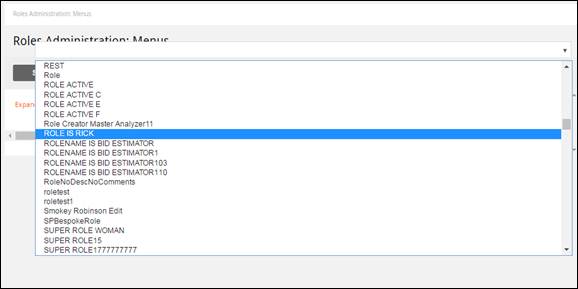 Roles Administration: Menus
Roles Administration: Menus
S
Expan
REST
Role
ROLE ACTIVE
ROLE ACTIVE C
ROLE ACTIVE E
ROLE ACTIVE F
Role Creator Master Analyzer11
ROLE IS RICK
ROLENAME IS BID ESTIMATOR
ROLENAME IS BID ESTIMATOR1
ROLENAME IS BID ESTIMATOR103
ROLENAME IS BID ESTIMATOR110
RoleNoDescNoComments
roletest
roletest1
Smokey Robinson Edit
SPBespokeRole
SUPER ROLE WOMAN
SUPER ROLE15
SUPER ROLE1777777777